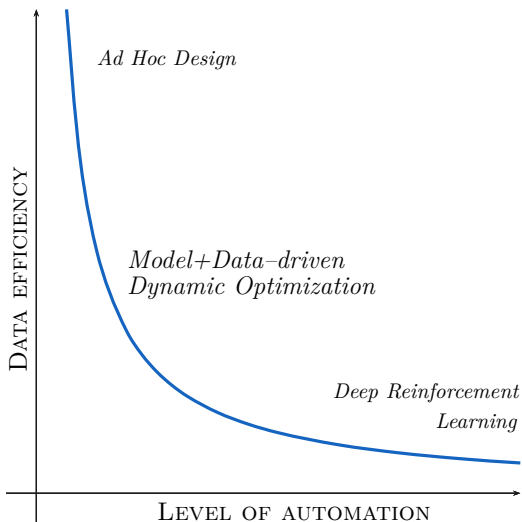 Ad Hoc Design
Model+Data–driven
Dynamic Optimization
Deep Reinforcement
Learning
DATA EFFICIENCY
LEVEL OF AUTOMATION